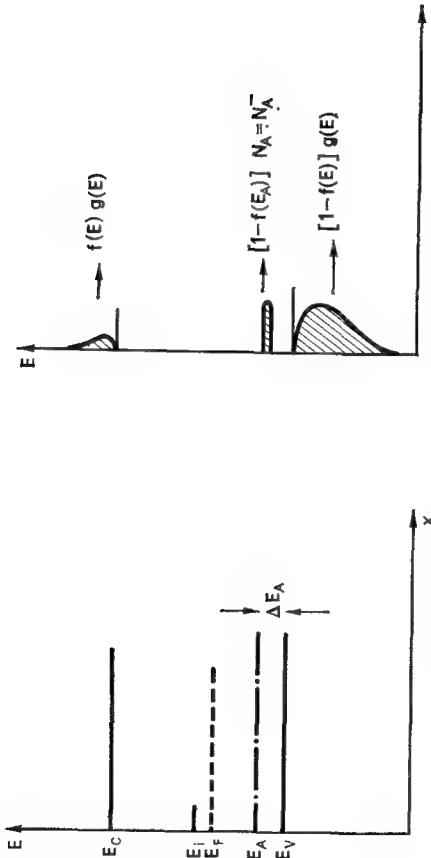 E
E_C
E_i
E_F
E_A
E_V
ΔE_A
x
E
f(E) g(E)
[1−f(E_A)] N_A = N_A^−
[1−f(E)] g(E)